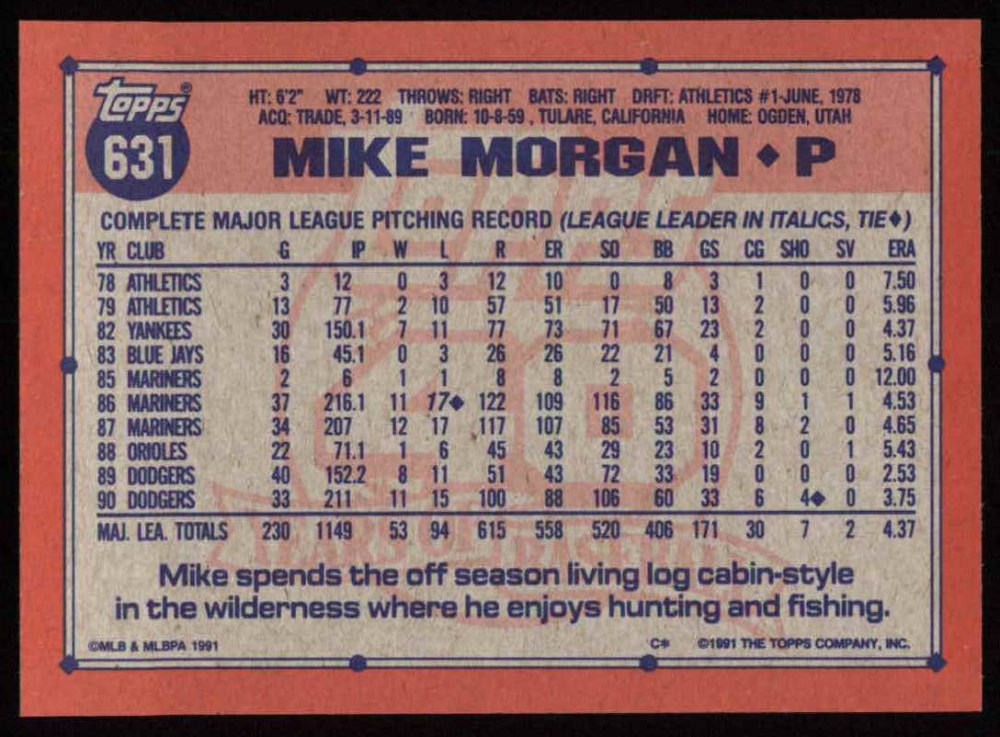 Topps®
631
HT: 6'2" WT: 222 THROWS: RIGHT BATS: RIGHT DRFT: ATHLETICS #1-JUNE, 1978
ACQ: TRADE, 3-11-89 BORN: 10-8-59, TULARE, CALIFORNIA HOME: OGDEN, UTAH
MIKE MORGAN ♦ P
COMPLETE MAJOR LEAGUE PITCHING RECORD (LEAGUE LEADER IN ITALICS, TIE♦)
YR CLUB G IP W L R ER SO BB GS CG SHO SV ERA
78 ATHLETICS 3 12 0 3 12 10 0 8 3 1 0 0 7.50
79 ATHLETICS 13 77 2 10 57 51 17 50 13 2 0 0 5.96
82 YANKEES 30 150.1 7 11 77 73 71 67 23 2 0 0 4.37
83 BLUE JAYS 16 45.1 0 3 26 26 22 21 4 0 0 0 5.16
85 MARINERS 2 6 1 1 8 8 2 5 2 0 0 0 12.00
86 MARINERS 37 216.1 11 17♦ 122 109 116 86 33 9 1 1 4.53
87 MARINERS 34 207 12 17 117 107 85 53 31 8 2 0 4.65
88 ORIOLES 22 71.1 1 6 45 43 29 23 10 2 0 1 5.43
89 DODGERS 40 152.2 8 11 51 43 72 33 19 0 0 0 2.53
90 DODGERS 33 211 11 15 100 88 106 60 33 6 4♦ 0 3.75
MAJ. LEA. TOTALS 230 1149 53 94 615 558 520 406 171 30 7 2 4.37
Mike spends the off season living log cabin-style
in the wilderness where he enjoys hunting and fishing.
©MLB & MLBPA 1991 C* ©1991 THE TOPPS COMPANY, INC.
Topps
40
YEARS OF BASEBALL